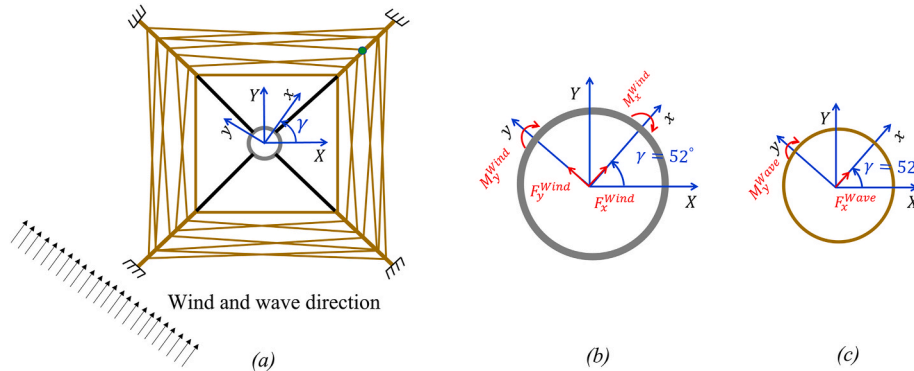 Y
x
γ
y
X
Wind and wave direction
(a)
Y
M_x^{Wind}
x
y
γ = 52°
M_y^{Wind}
F_y^{Wind}
F_x^{Wind}
X
(b)
Y
x
y
γ = 52
M_y^{Wave}
F_x^{Wave}
X
(c)